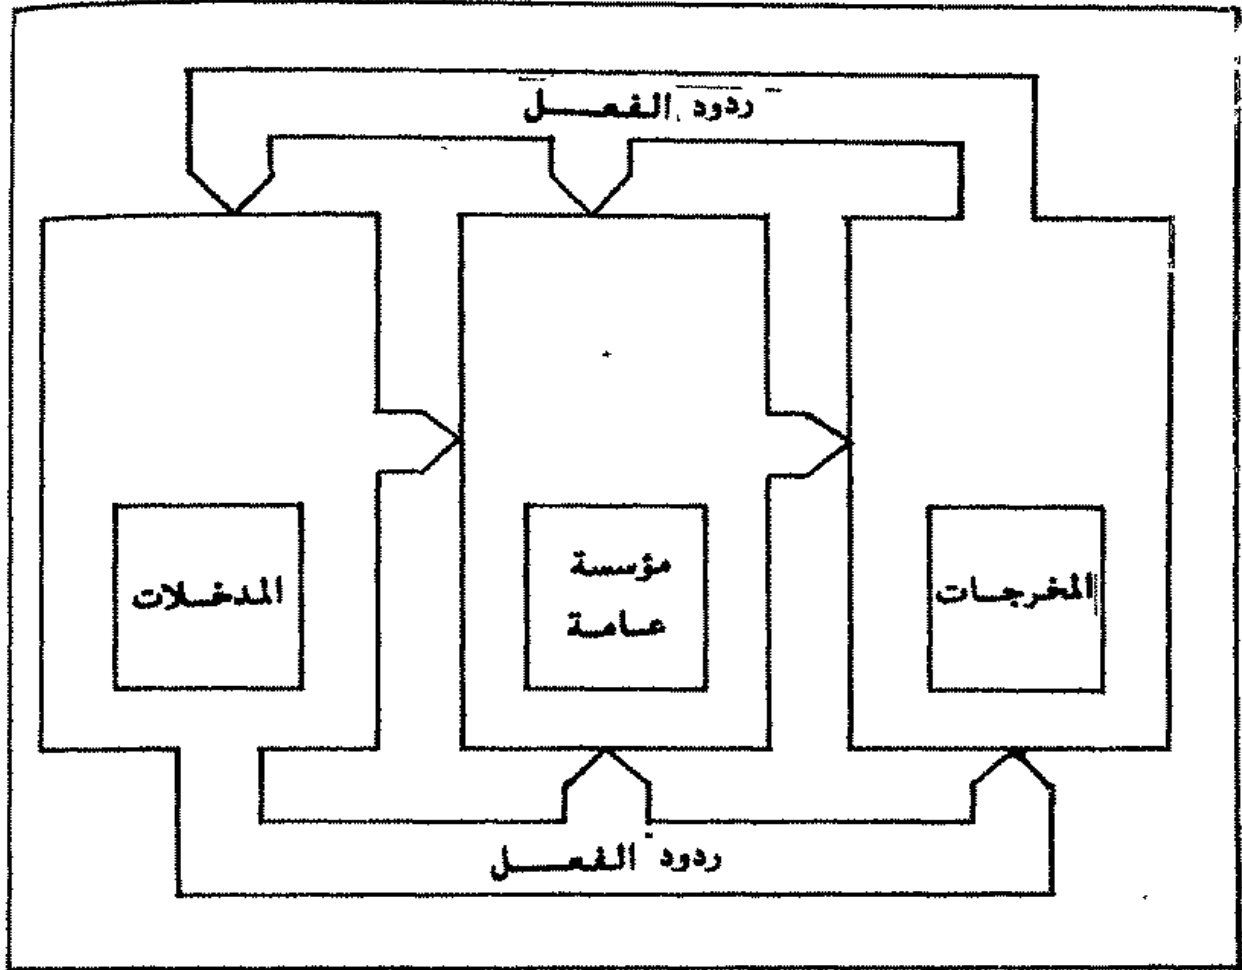 ردود الفعل
المدخلات
مؤسسة
عامة
المخرجات
ردود الفعل